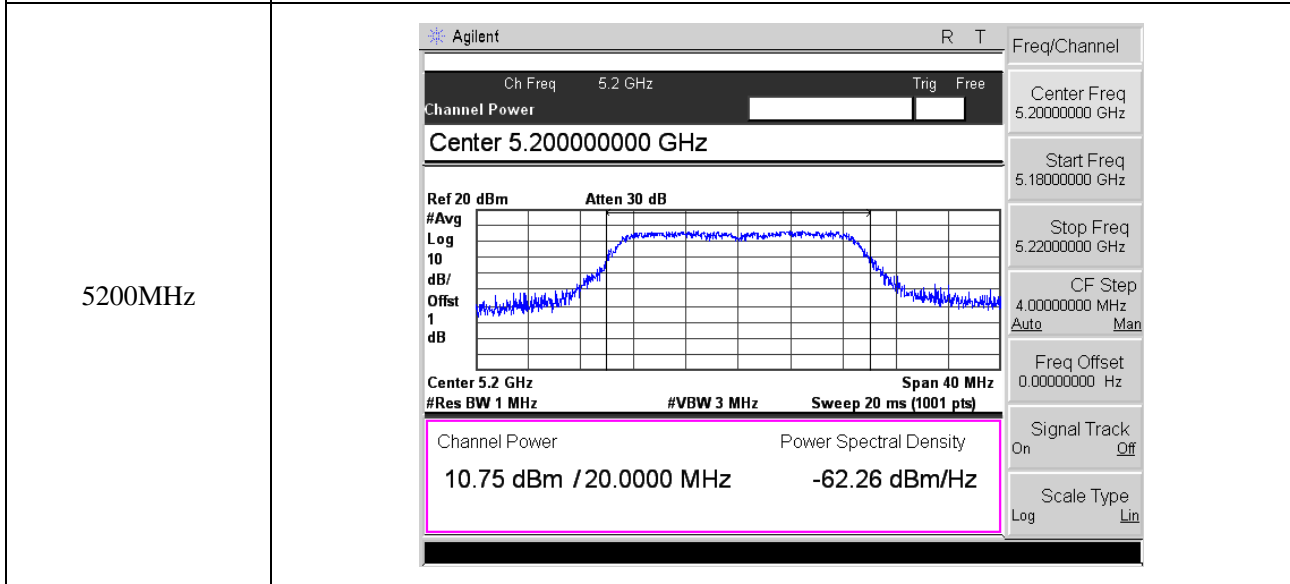 5200MHz
Agilent R T
Ch Freq 5.2 GHz Trig Free
Channel Power
Center 5.200000000 GHz
Ref 20 dBm Atten 30 dB
#Avg
Log
10
dB/
Offst
1
dB
Center 5.2 GHz Span 40 MHz
#Res BW 1 MHz #VBW 3 MHz Sweep 20 ms (1001 pts)
Channel Power Power Spectral Density
10.75 dBm / 20.0000 MHz -62.26 dBm/Hz
Freq/Channel
Center Freq
5.20000000 GHz
Start Freq
5.18000000 GHz
Stop Freq
5.22000000 GHz
CF Step
4.00000000 MHz
Auto Man
Freq Offset
0.00000000 Hz
Signal Track
On Off
Scale Type
Log Lin